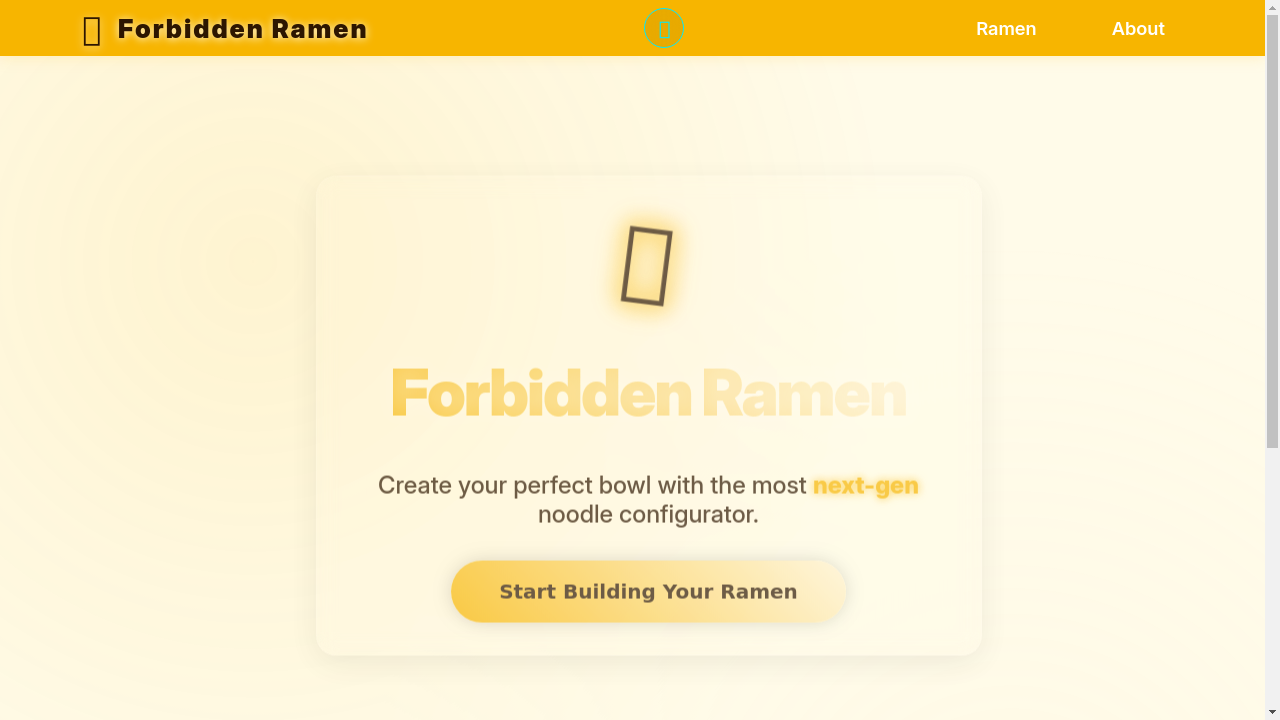 Forbidden Ramen
Ramen
About
Forbidden Ramen
Create your perfect bowl with the most next-gen
noodle configurator.
Start Building Your Ramen